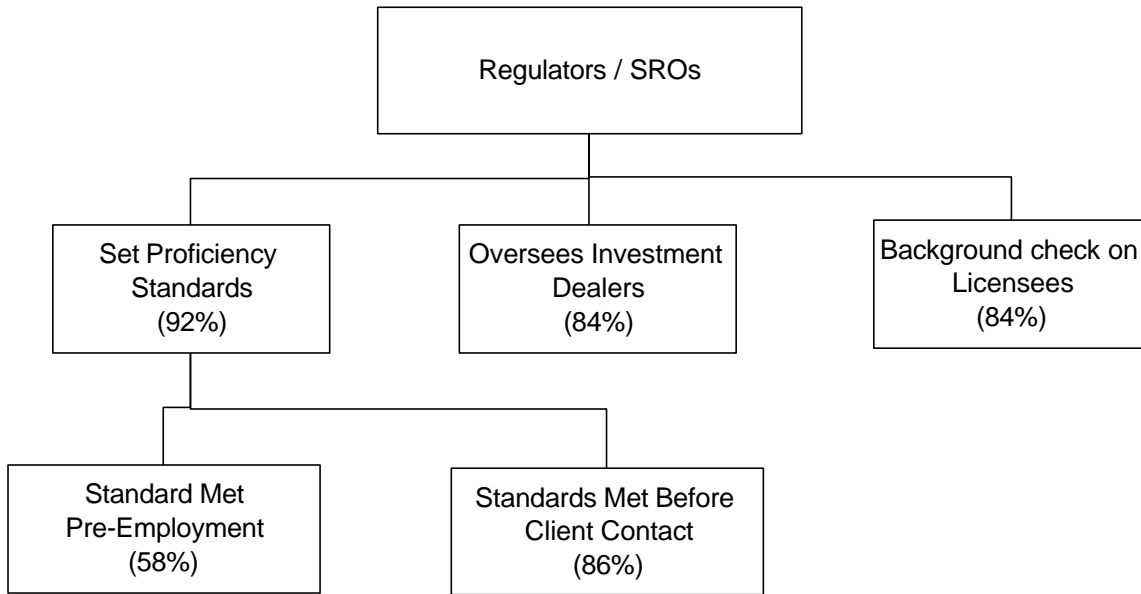 Regulators / SROs
Set Proficiency
Standards
(92%)
Oversees Investment
Dealers
(84%)
Background check on
Licensees
(84%)
Standard Met
Pre-Employment
(58%)
Standards Met Before
Client Contact
(86%)